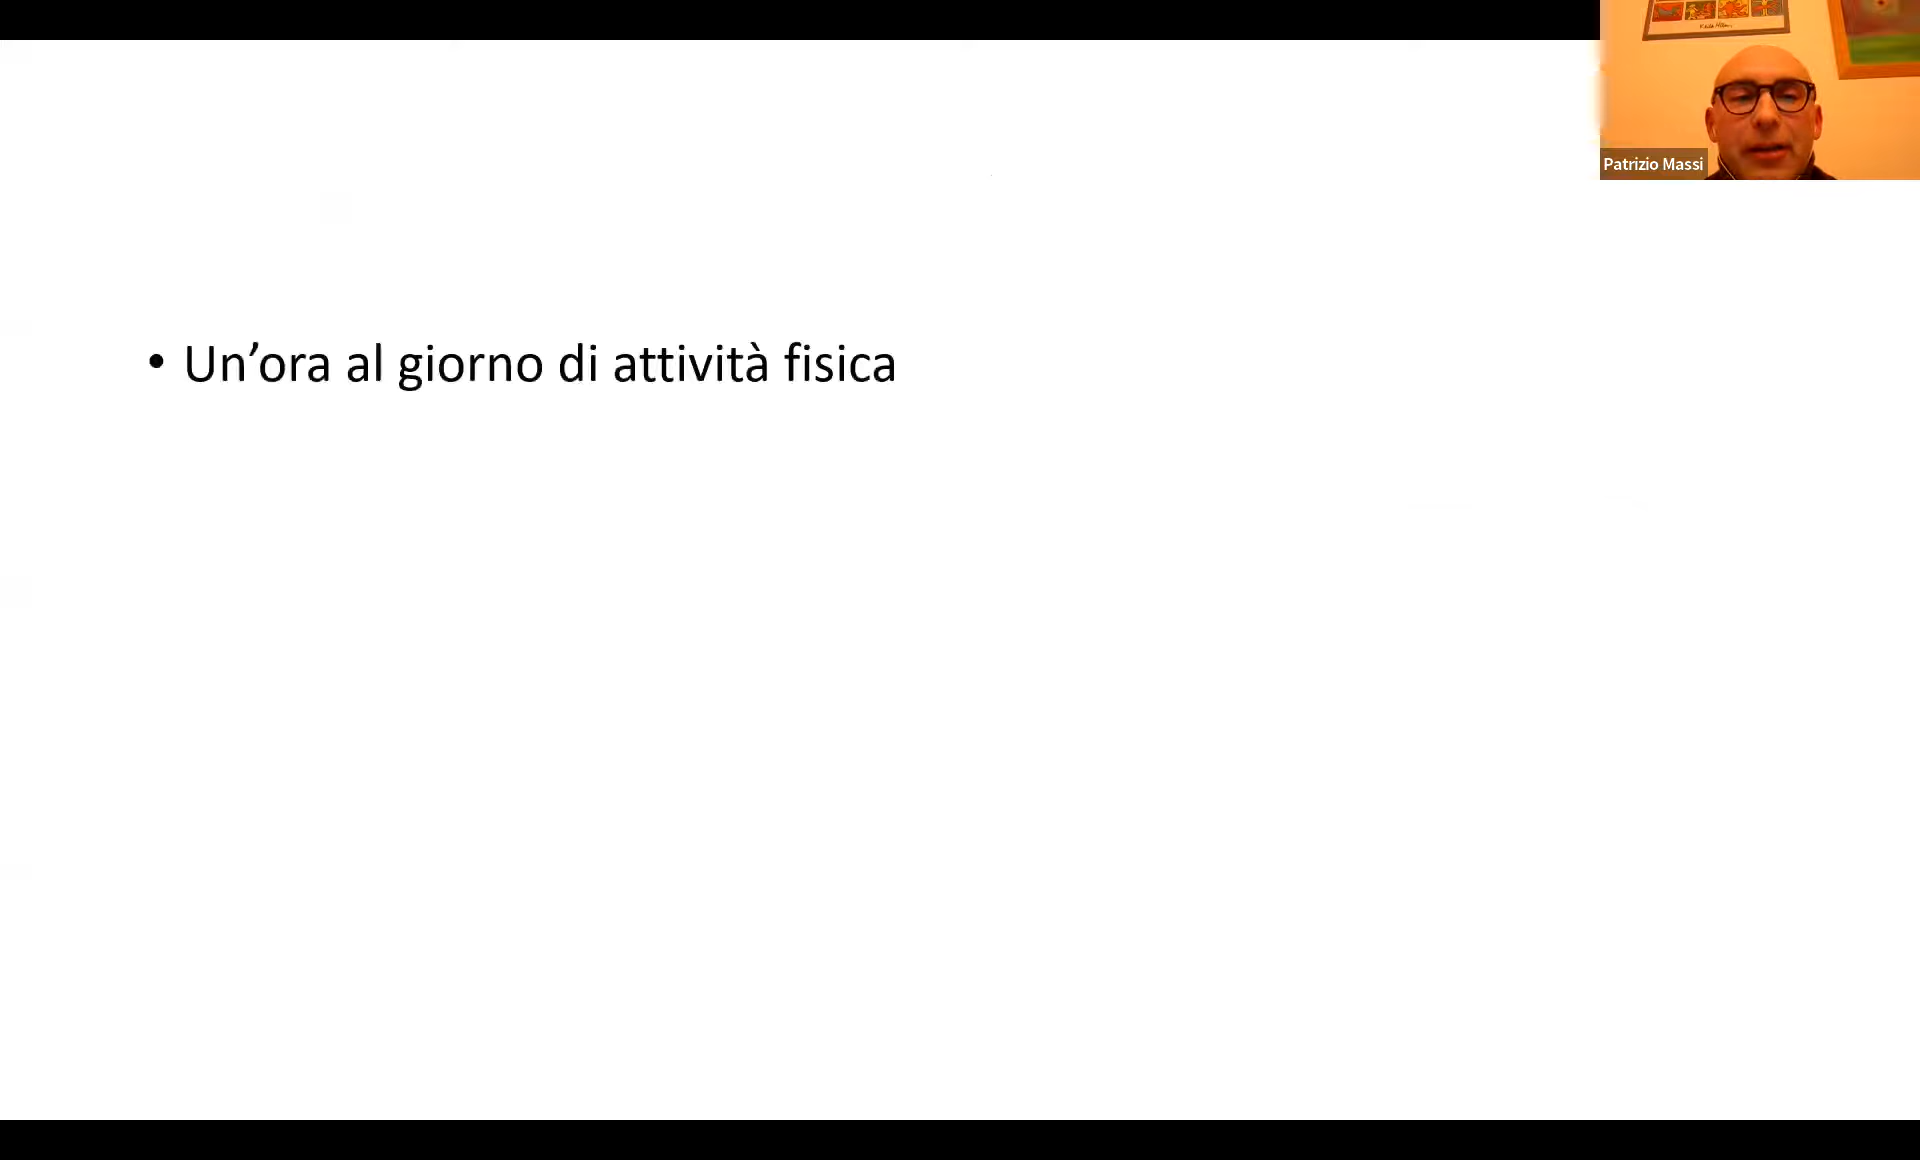 Patrizio Massi
• Un’ora al giorno di attività fisica